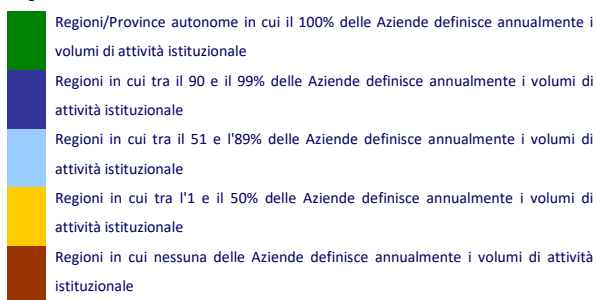 Regioni/Province autonome in cui il 100% delle Aziende definisce annualmente i
volumi di attività istituzionale
Regioni in cui tra il 90 e il 99% delle Aziende definisce annualmente i volumi di
attività istituzionale
Regioni in cui tra il 51 e l'89% delle Aziende definisce annualmente i volumi di
attività istituzionale
Regioni in cui tra l'1 e il 50% delle Aziende definisce annualmente i volumi di
attività istituzionale
Regioni in cui nessuna delle Aziende definisce annualmente i volumi di attività
istituzionale